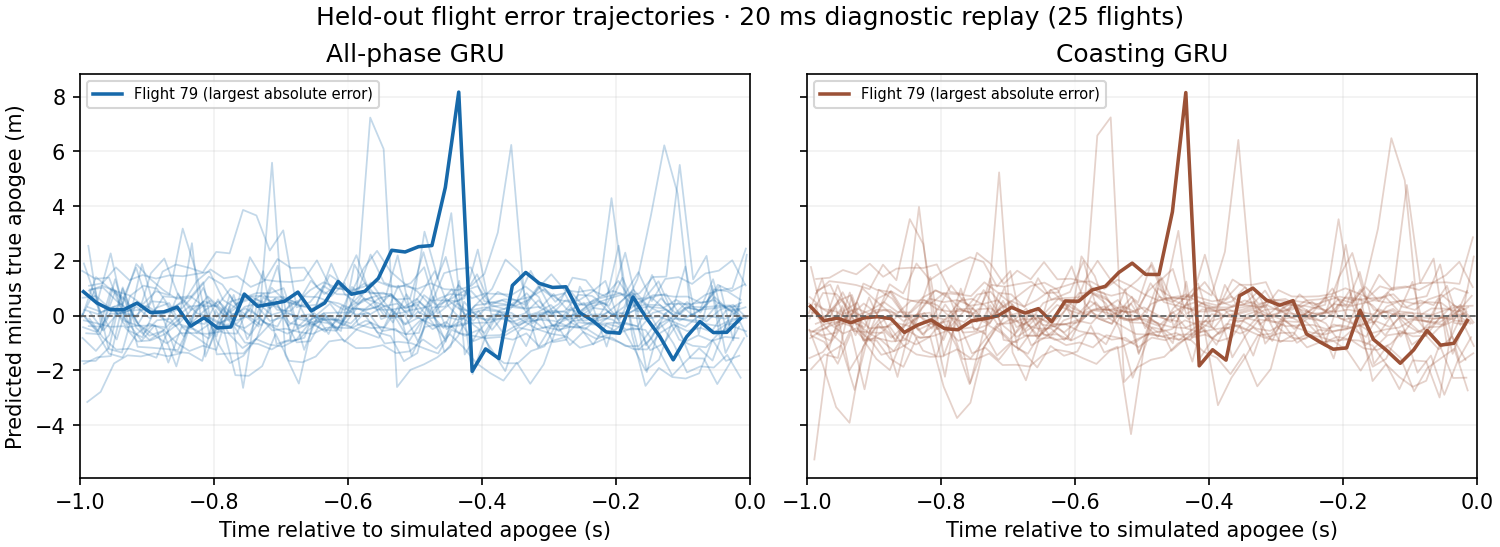 Held-out flight error trajectories · 20 ms diagnostic replay (25 flights)
All-phase GRU
Coasting GRU
Flight 79 (largest absolute error)
Flight 79 (largest absolute error)
Predicted minus true apogee (m)
8
6
4
2
0
−2
−4
−1.0 −0.8 −0.6 −0.4 −0.2 0.0
−1.0 −0.8 −0.6 −0.4 −0.2 0.0
Time relative to simulated apogee (s)
Time relative to simulated apogee (s)